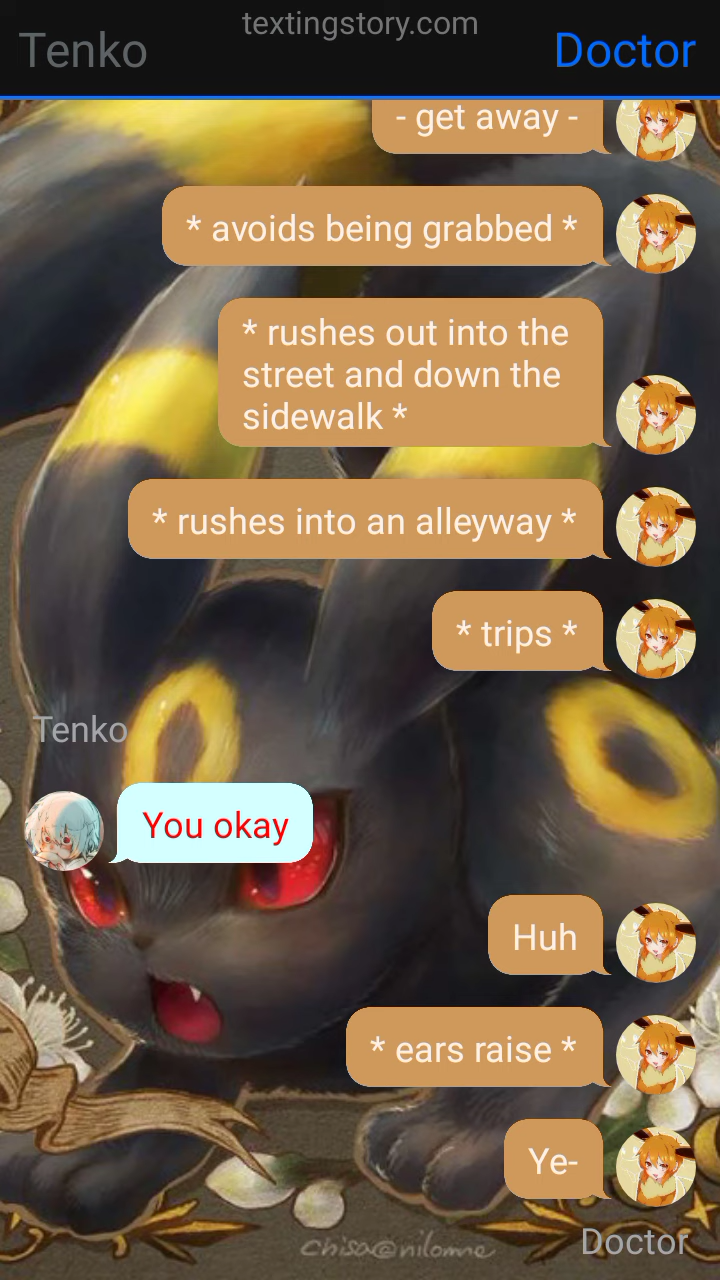 textingstory.com
Tenko
Doctor
- get away -
* avoids being grabbed *
* rushes out into the
street and down the
sidewalk *
* rushes into an alleyway *
* trips *
Tenko
You okay
Huh
* ears raise *
Ye-
Doctor
chisa@nilomne